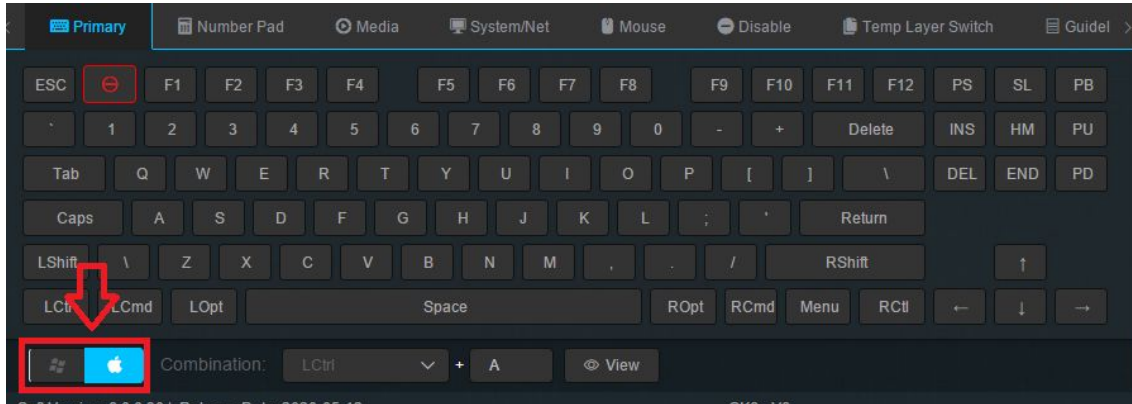 Primary Number Pad Media System/Net Mouse Disable Temp Layer Switch Guidel
ESC F1 F2 F3 F4 F5 F6 F7 F8 F9 F10 F11 F12 PS SL PB
` 1 2 3 4 5 6 7 8 9 0 - + Delete INS HM PU
Tab Q W E R T Y U I O P [ ] \ DEL END PD
Caps A S D F G H J K L ; ' Return
LShift \ Z X C V B N M , . / RShift ↑
LCtrl LCmd LOpt Space ROpt RCmd Menu RCtl ← ↓ →
Combination: LCtrl + A View